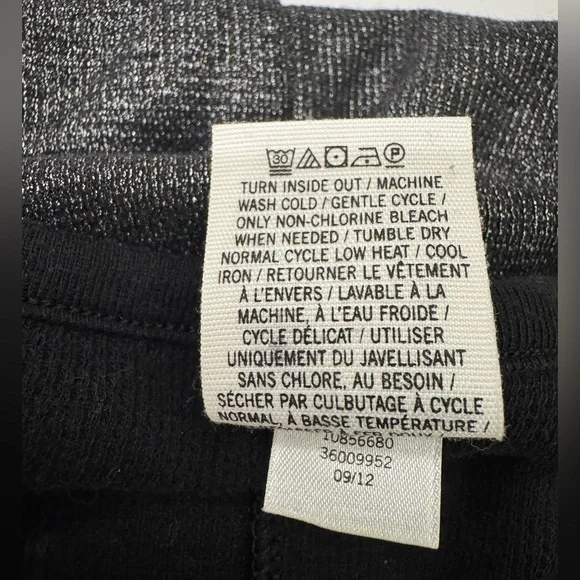 30 P
TURN INSIDE OUT / MACHINE
WASH COLD / GENTLE CYCLE /
ONLY NON-CHLORINE BLEACH
WHEN NEEDED / TUMBLE DRY
NORMAL CYCLE LOW HEAT / COOL
IRON / RETOURNER LE VÊTEMENT
À L'ENVERS / LAVABLE À LA
MACHINE, À L'EAU FROIDE /
CYCLE DÉLICAT / UTILISER
UNIQUEMENT DU JAVELLISANT
SANS CHLORE, AU BESOIN /
SÉCHER PAR CULBUTAGE À CYCLE
NORMAL, À BASSE TEMPÉRATURE /
36009952
09/12